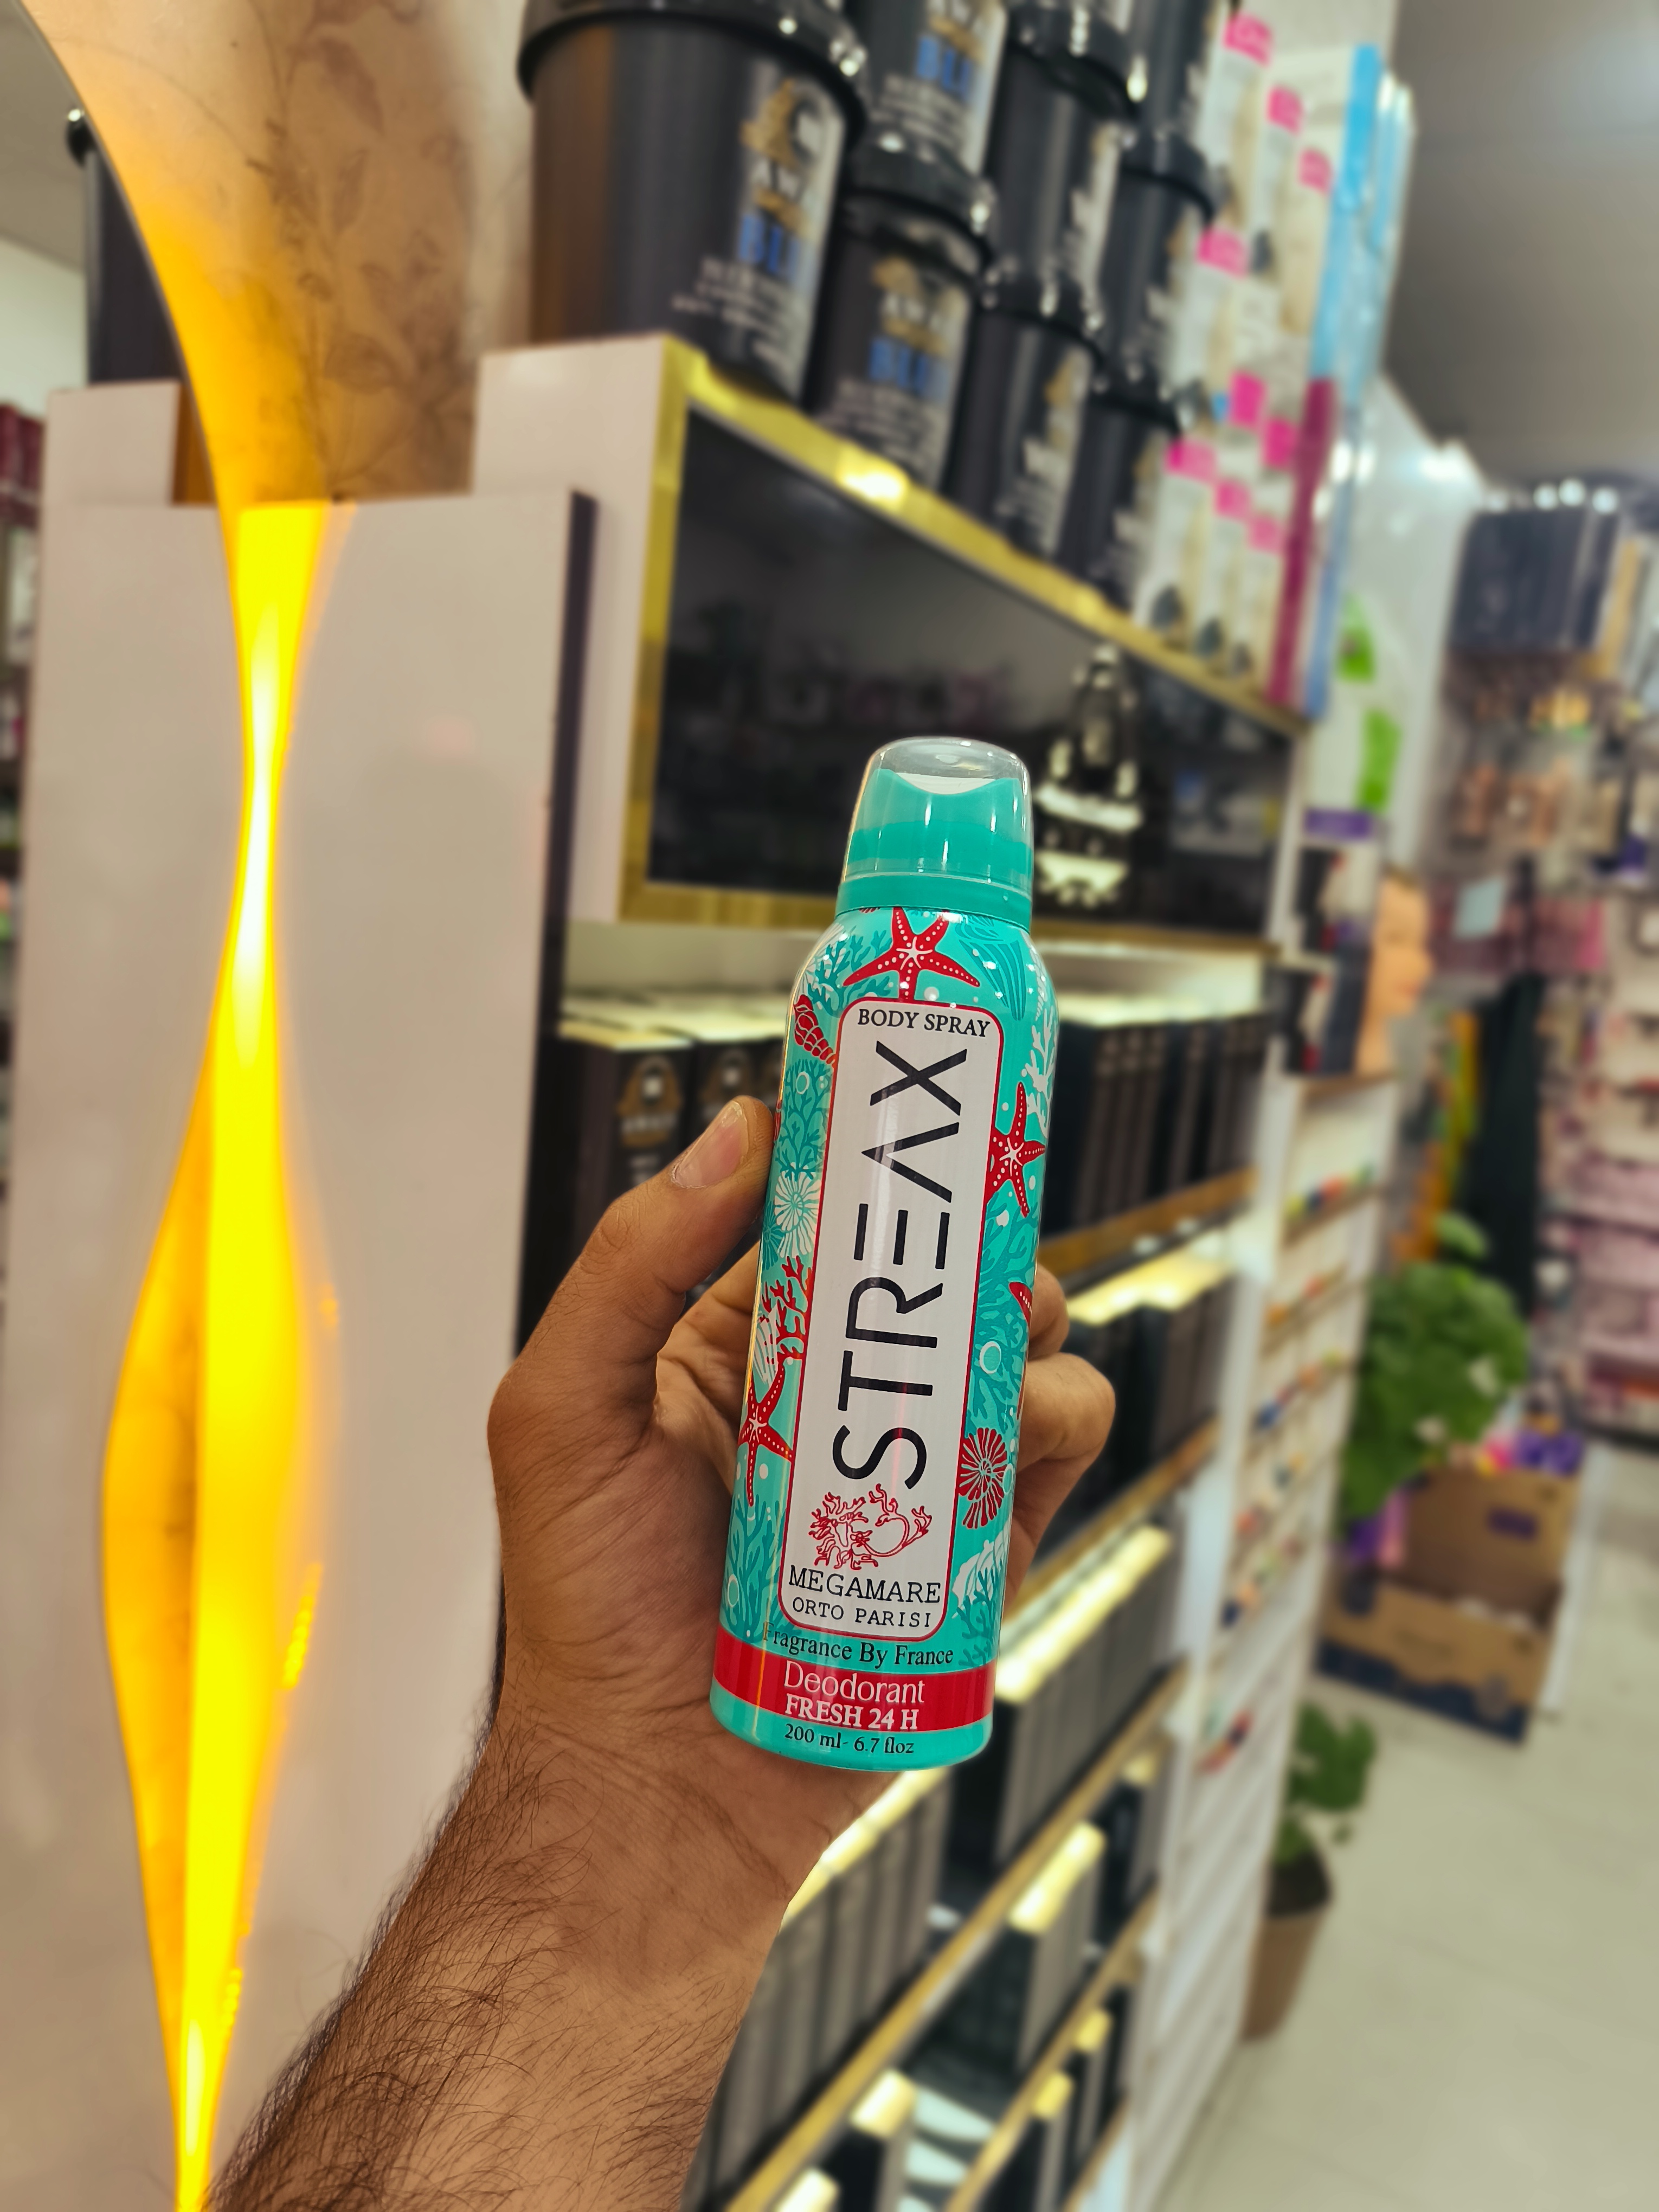 BODY SPRAY
STREAX
MEGAMARE
ORTO PARISI
Fragrance By France
Deodorant
FRESH 24 H
200 ml- 6.7 floz